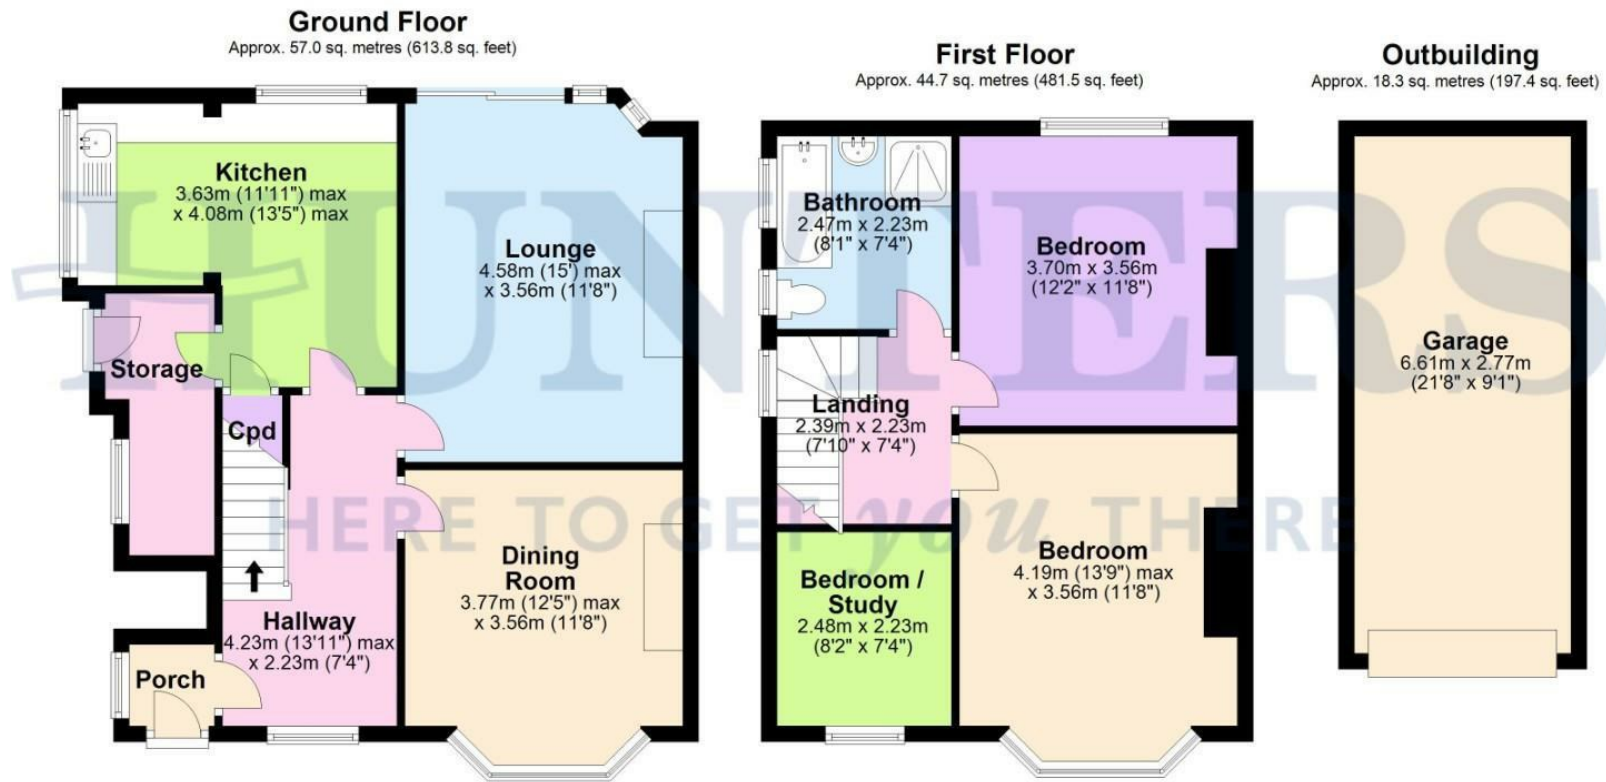 Ground Floor
Approx. 57.0 sq. metres (613.8 sq. feet)
Kitchen
3.63m (11'11") max
x 4.08m (13'5") max
Lounge
4.58m (15') max
x 3.56m (11'8")
Storage
Cpd
Dining
Room
3.77m (12'5") max
x 3.56m (11'8")
Hallway
4.23m (13'11") max
x 2.23m (7'4")
Porch
First Floor
Approx. 44.7 sq. metres (481.5 sq. feet)
Bathroom
2.47m x 2.23m
(8'1" x 7'4")
Bedroom
3.70m x 3.56m
(12'2" x 11'8")
Landing
2.39m x 2.23m
(7'10" x 7'4")
Bedroom /
Study
2.48m x 2.23m
(8'2" x 7'4")
Bedroom
4.19m (13'9") max
x 3.56m (11'8")
Outbuilding
Approx. 18.3 sq. metres (197.4 sq. feet)
Garage
6.61m x 2.77m
(21'8" x 9'1")
HUNTERS
HERE TO GET you THERE